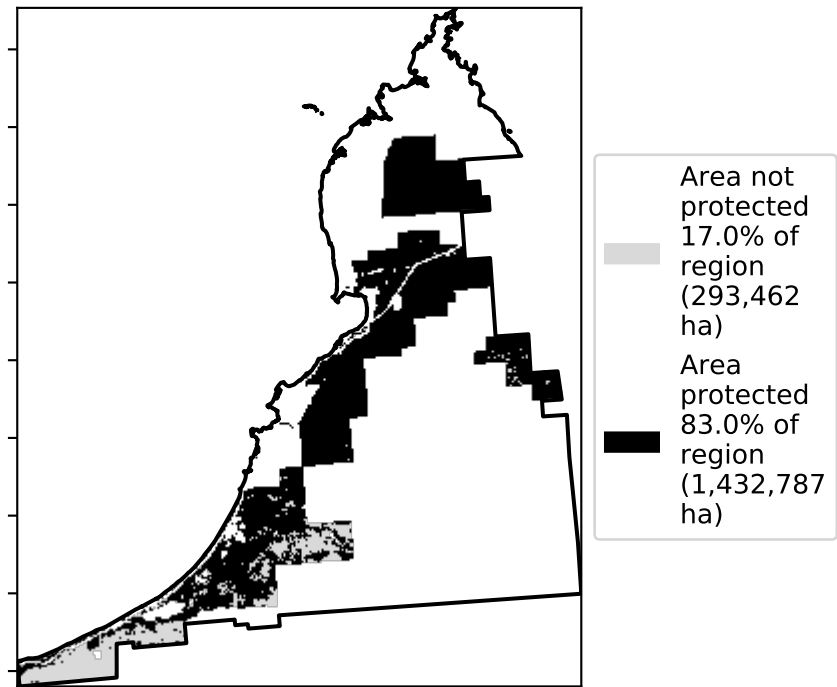 Area not
protected
17.0% of
region
(293,462
ha)
Area
protected
83.0% of
region
(1,432,787
ha)